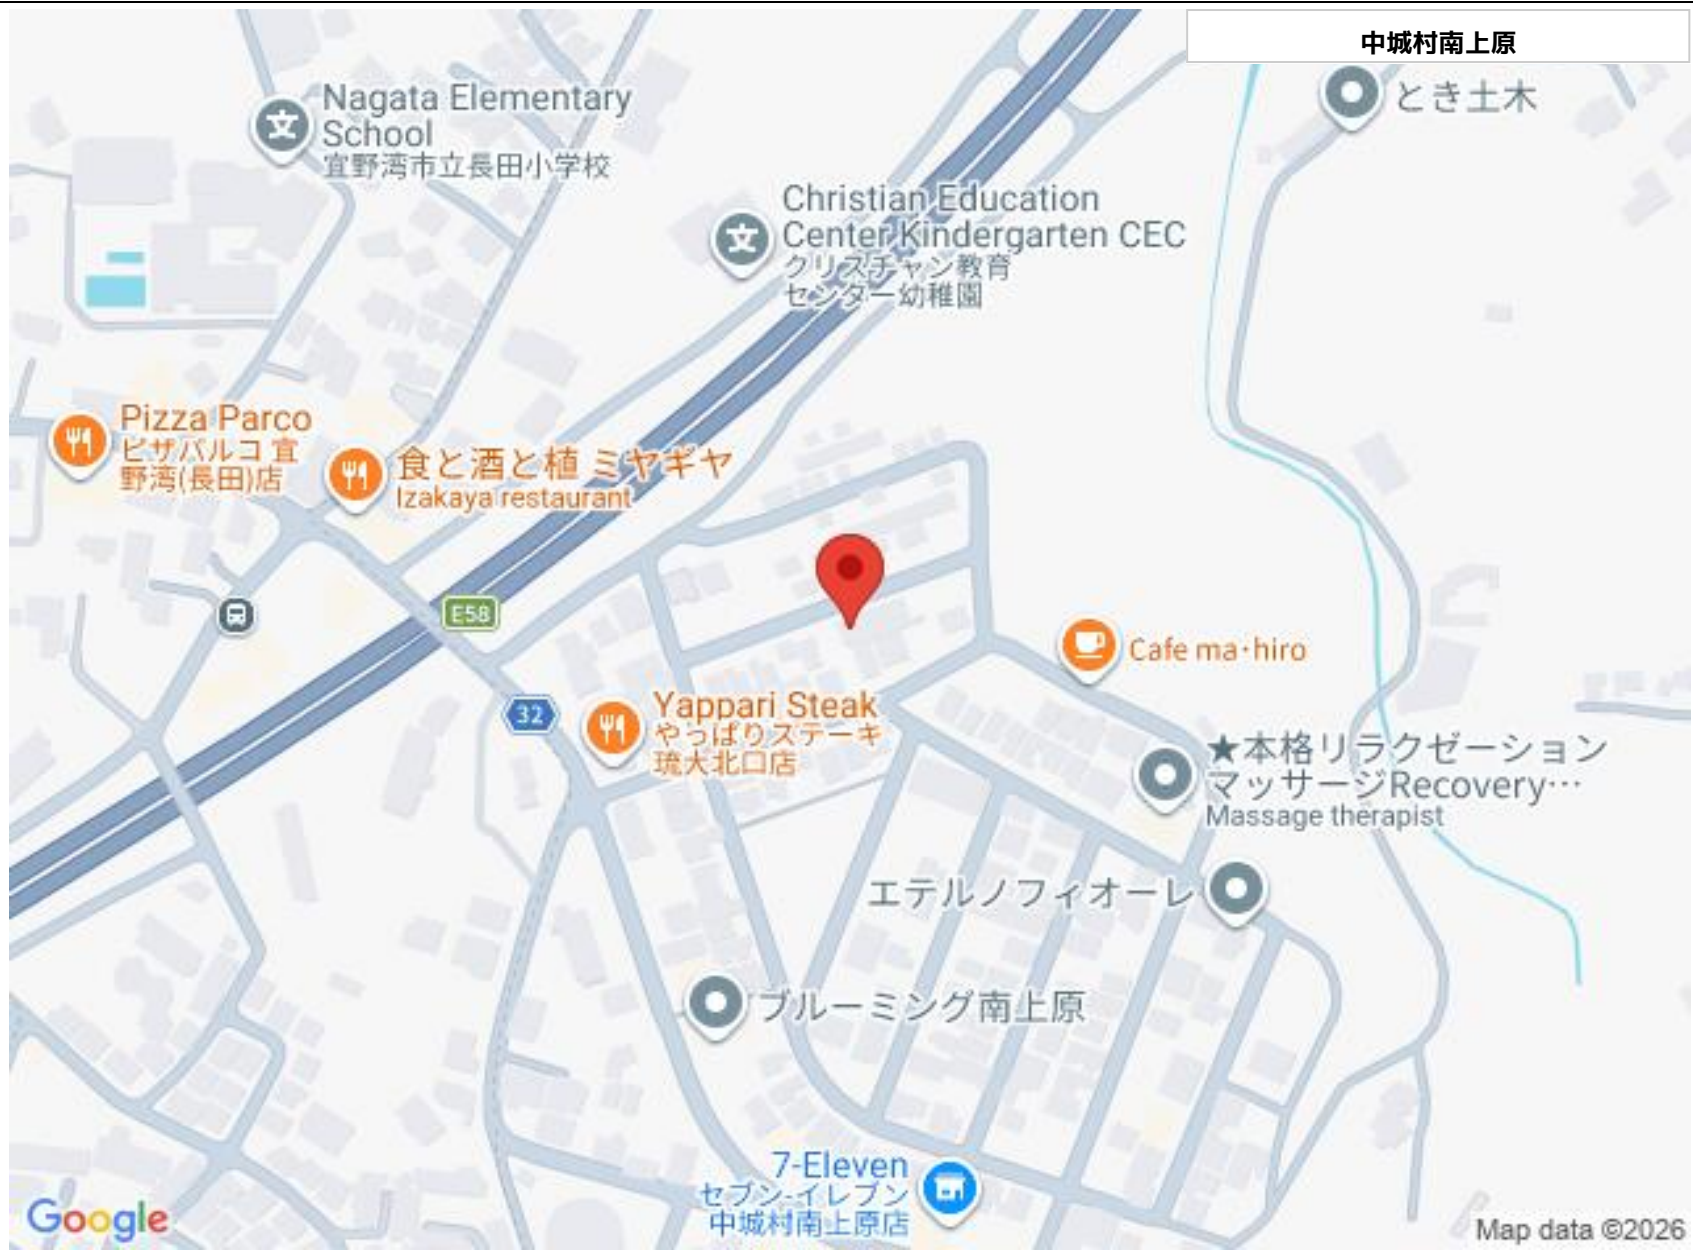 中城村南上原
とき土木
Nagata Elementary
School
宜野湾市立長田小学校
Christian Education
Center Kindergarten CEC
クリスチャン教育
センター幼稚園
Pizza Parco
ピザパルコ 宜
野湾(長田)店
食と酒と植 ミヤギヤ
Izakaya restaurant
E58
Cafe ma・hiro
32
Yappari Steak
やっぱりステーキ
琉大北口店
★本格リラクゼーション
マッサージRecovery…
Massage therapist
エテルノフィオーレ
ブルーミング南上原
7-Eleven
セブン-イレブン
中城村南上原店
Google
Map data ©2026